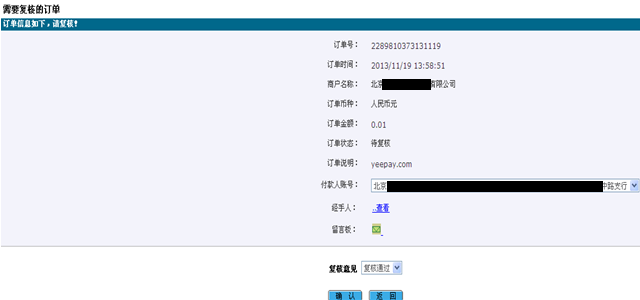 需要复核的订单
订单信息如下，请复核！
订单号： 2289810373131119
订单时间： 2013/11/19 13:58:51
商户名称： 北京 有限公司
订单币种： 人民币元
订单金额： 0.01
订单状态： 待复核
订单说明： yeepay.com
付款人账号： 北京 支行
经手人： ..查看
留言板：
复核意见 复核通过
确 认 返 回